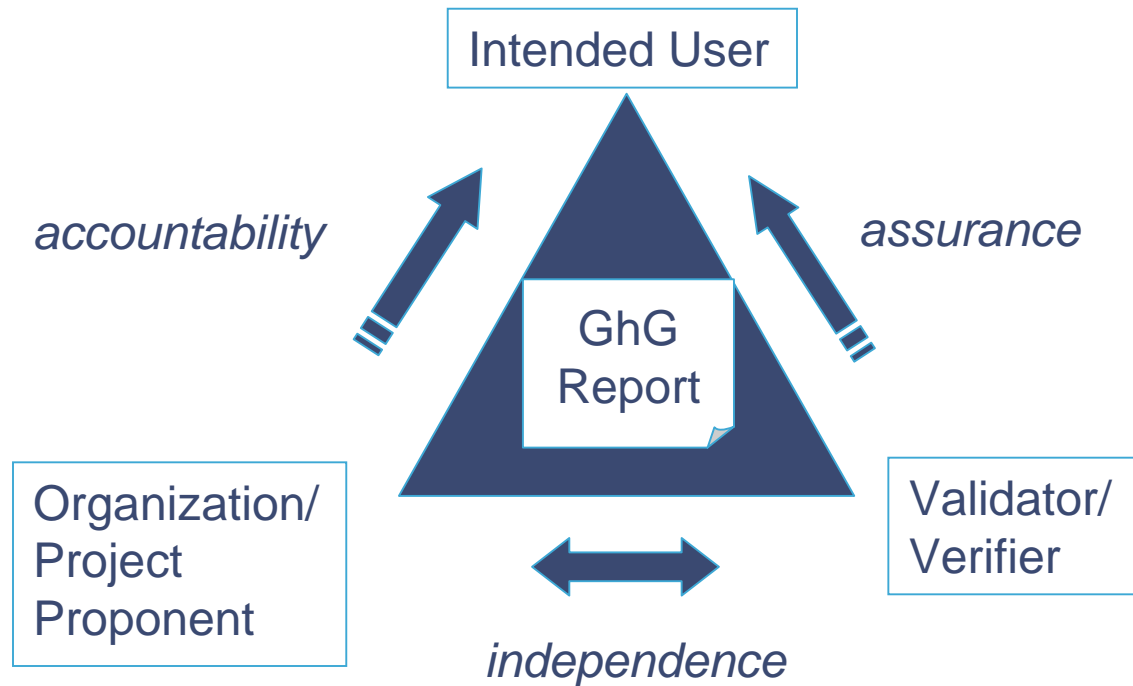 Intended User
accountability
assurance
GhG
Report
Organization/
Project
Proponent
Validator/
Verifier
independence